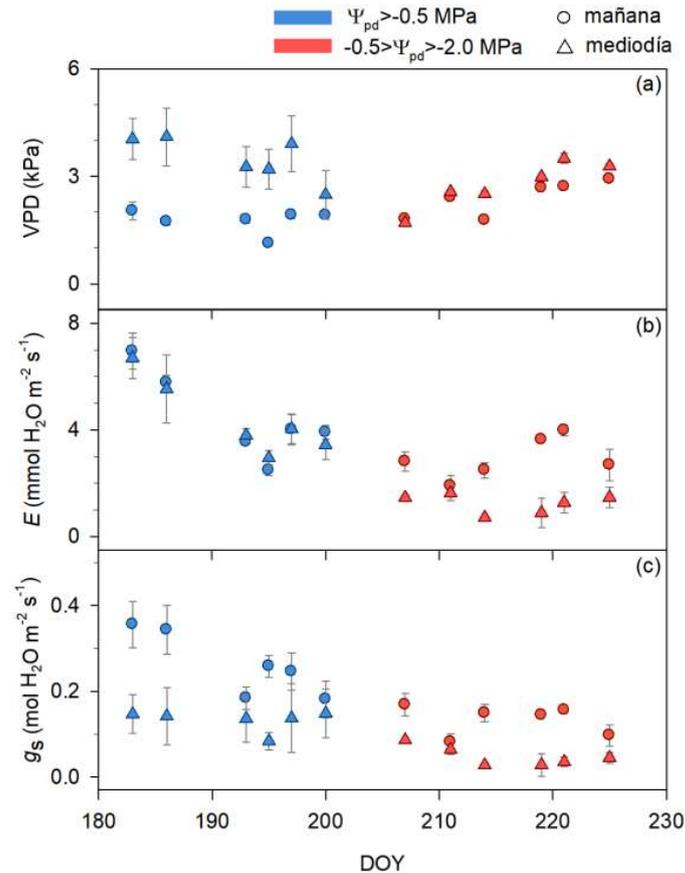 Ψpd>-0.5 MPa
mañana
-0.5>Ψpd>-2.0 MPa
mediodía
(a)
6
3
0
VPD (kPa)
(b)
8
4
0
E (mmol H₂O m⁻² s⁻¹)
(c)
0.4
0.2
0.0
gs (mol H₂O m⁻² s⁻¹)
180 190 200 210 220 230
DOY